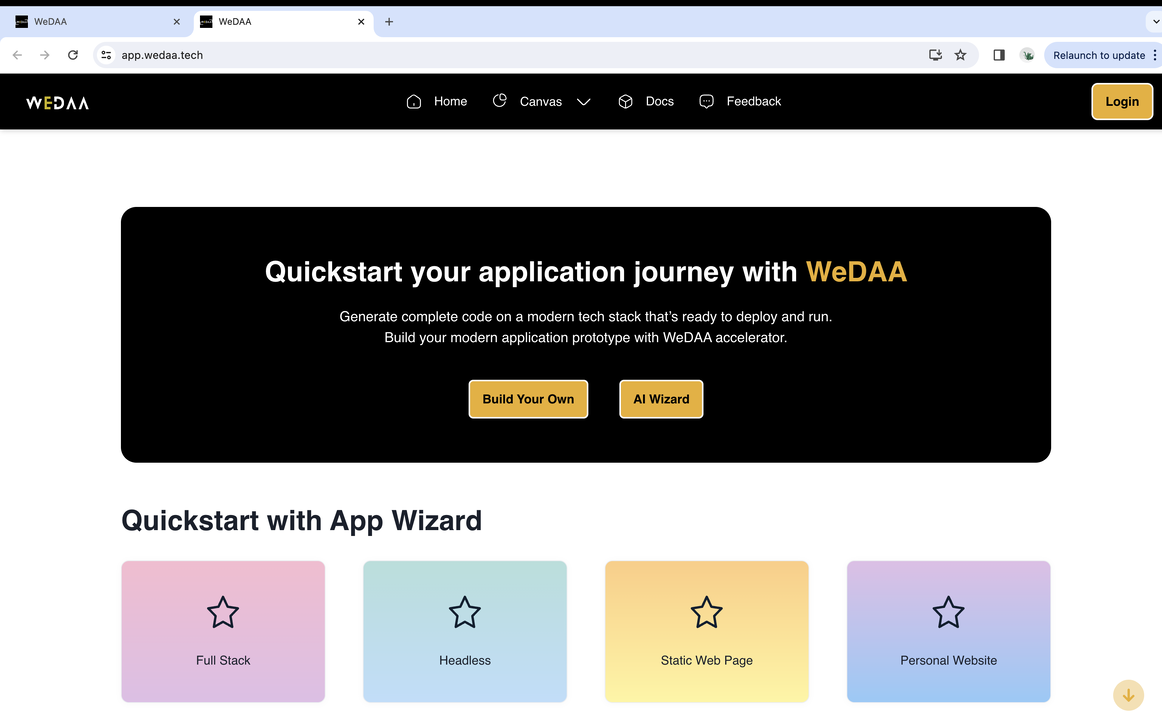 WeDAA
WeDAA
app.wedaa.tech
Relaunch to update
WEDAA
Home
Canvas
Docs
Feedback
Login
Quickstart your application journey with WeDAA
Generate complete code on a modern tech stack that’s ready to deploy and run.
Build your modern application prototype with WeDAA accelerator.
Build Your Own
AI Wizard
Quickstart with App Wizard
Full Stack
Headless
Static Web Page
Personal Website